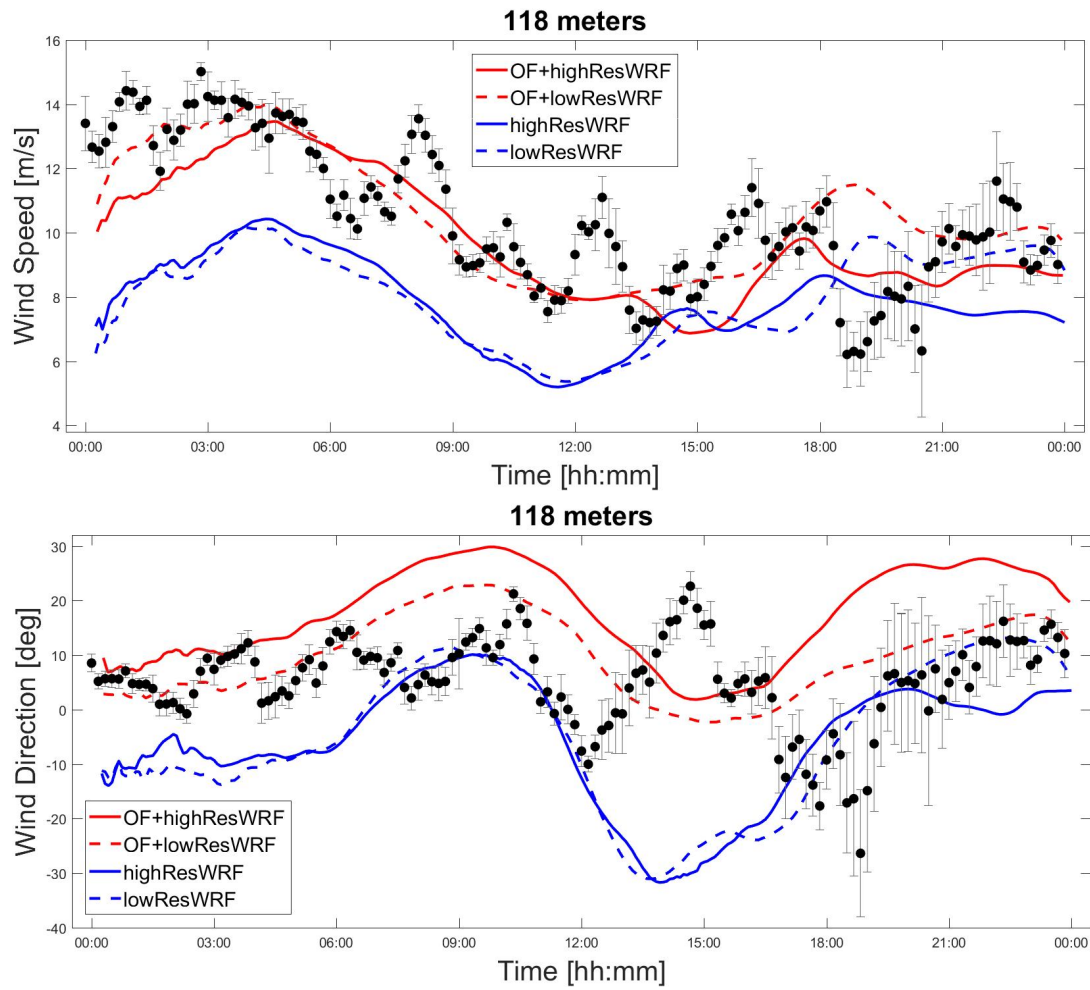 118 meters
16
14
12
10
8
6
4
Wind Speed [m/s]
OF+highResWRF
OF+lowResWRF
highResWRF
lowResWRF
00:00 03:00 06:00 09:00 12:00 15:00 18:00 21:00 00:00
Time [hh:mm]
118 meters
30
20
10
0
-10
-20
-30
-40
Wind Direction [deg]
OF+highResWRF
OF+lowResWRF
highResWRF
lowResWRF
00:00 03:00 06:00 09:00 12:00 15:00 18:00 21:00 00:00
Time [hh:mm]